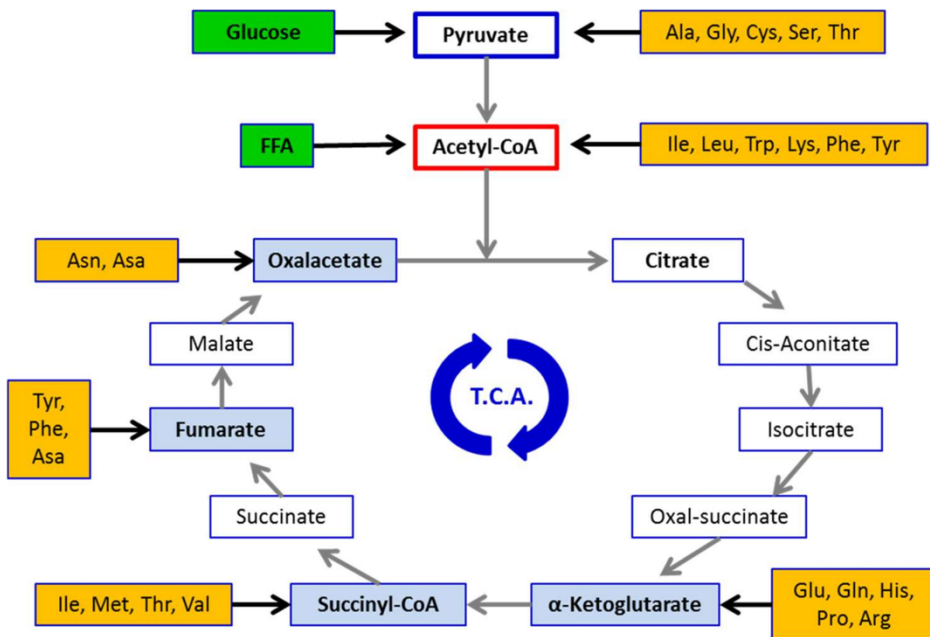 Glucose
Pyruvate
Ala, Gly, Cys, Ser, Thr
FFA
Acetyl-CoA
Ile, Leu, Trp, Lys, Phe, Tyr
Asn, Asa
Oxalacetate
Citrate
Malate
Cis-Aconitate
T.C.A.
Tyr,
Phe,
Asa
Fumarate
Isocitrate
Succinate
Oxal-succinate
Ile, Met, Thr, Val
Succinyl-CoA
α-Ketoglutarate
Glu, Gln, His,
Pro, Arg